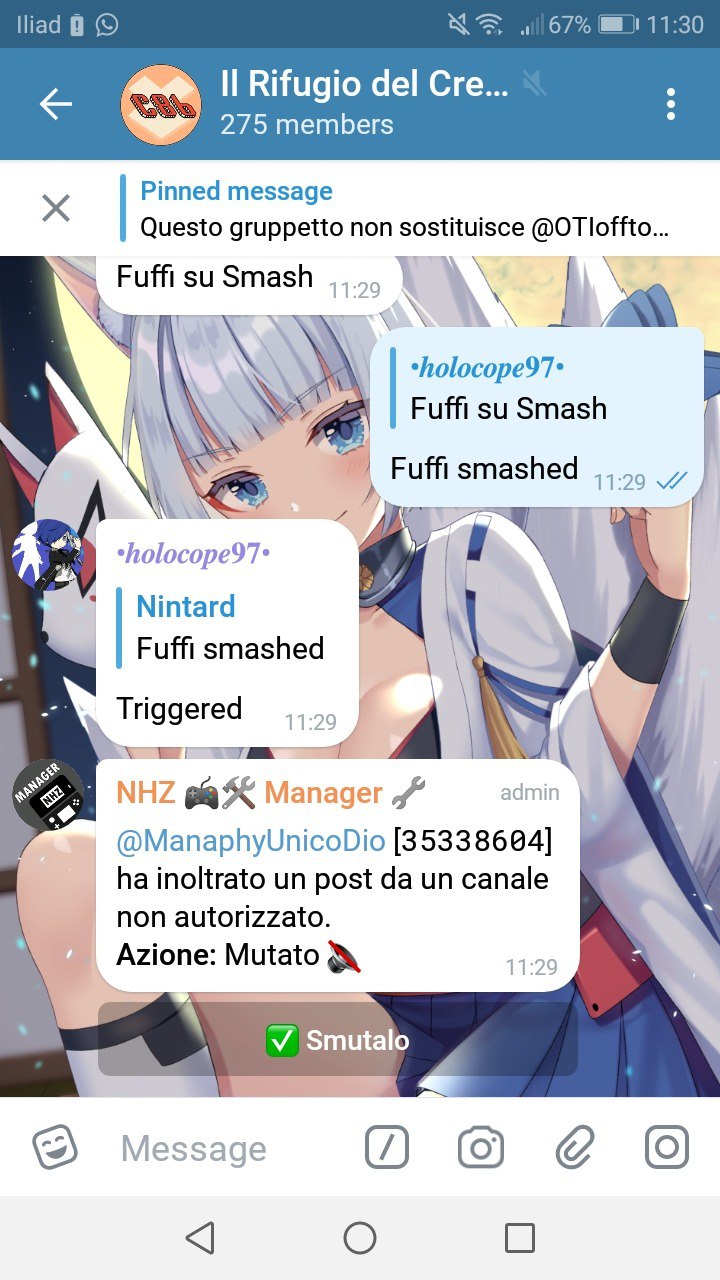 Iliad 67% 11:30
C86
Il Rifugio del Cre...
275 members
Pinned message
Questo gruppetto non sostituisce @OTIoffto...
Fuffi su Smash 11:29
•holocope97•
Fuffi su Smash
Fuffi smashed 11:29
•holocope97•
Nintard
Fuffi smashed
Triggered 11:29
MANAGER
NHZ
NHZ 🎮🛠 Manager 🔧 admin
@ManaphyUnicoDio [35338604]
ha inoltrato un post da un canale
non autorizzato.
Azione: Mutato 🔇
11:29
✅ Smutalo
Message